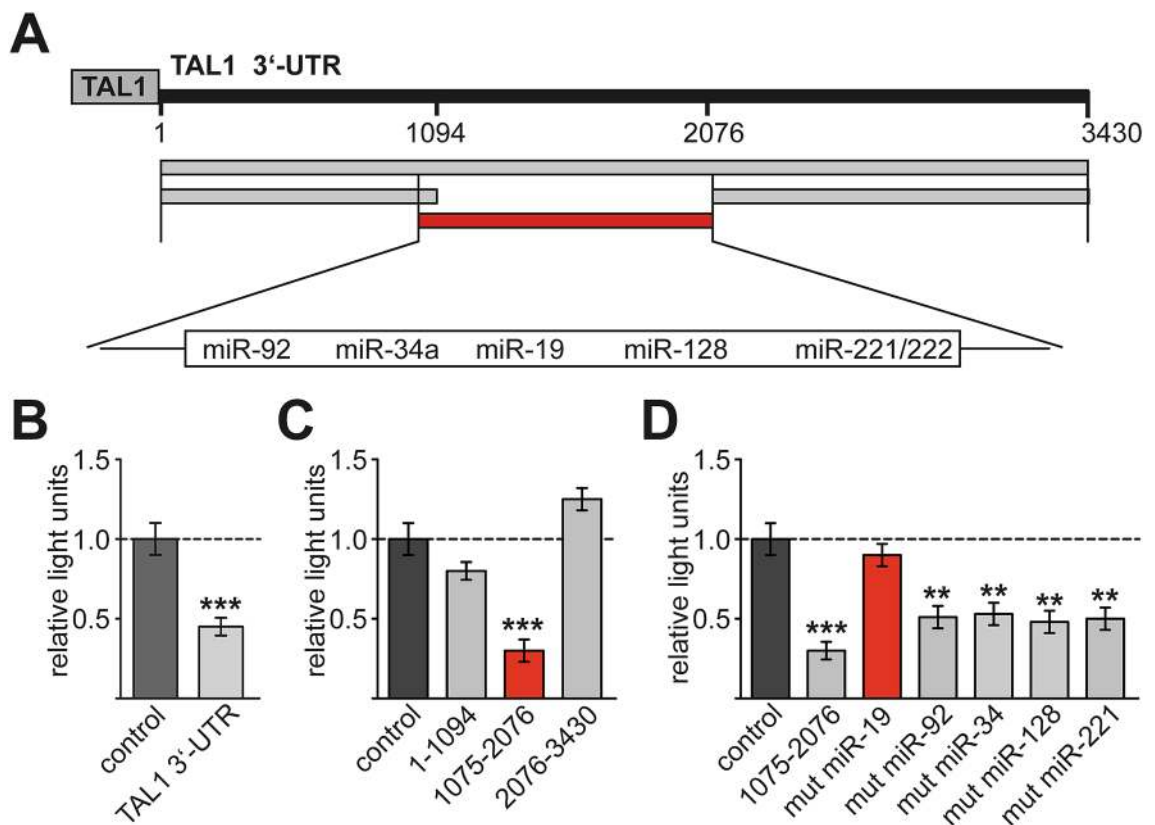 A
TAL1 3‘-UTR
TAL1
1 1094 2076 3430
miR-92 miR-34a miR-19 miR-128 miR-221/222
B
relative light units
1.5
1.0
0.5
***
control
TAL1 3‘-UTR
C
relative light units
1.5
1.0
0.5
***
control
1-1094
1075-2076
2076-3430
D
relative light units
1.5
1.0
0.5
***
**
**
**
**
control
1075-2076
mut miR-19
mut miR-92
mut miR-34
mut miR-128
mut miR-221